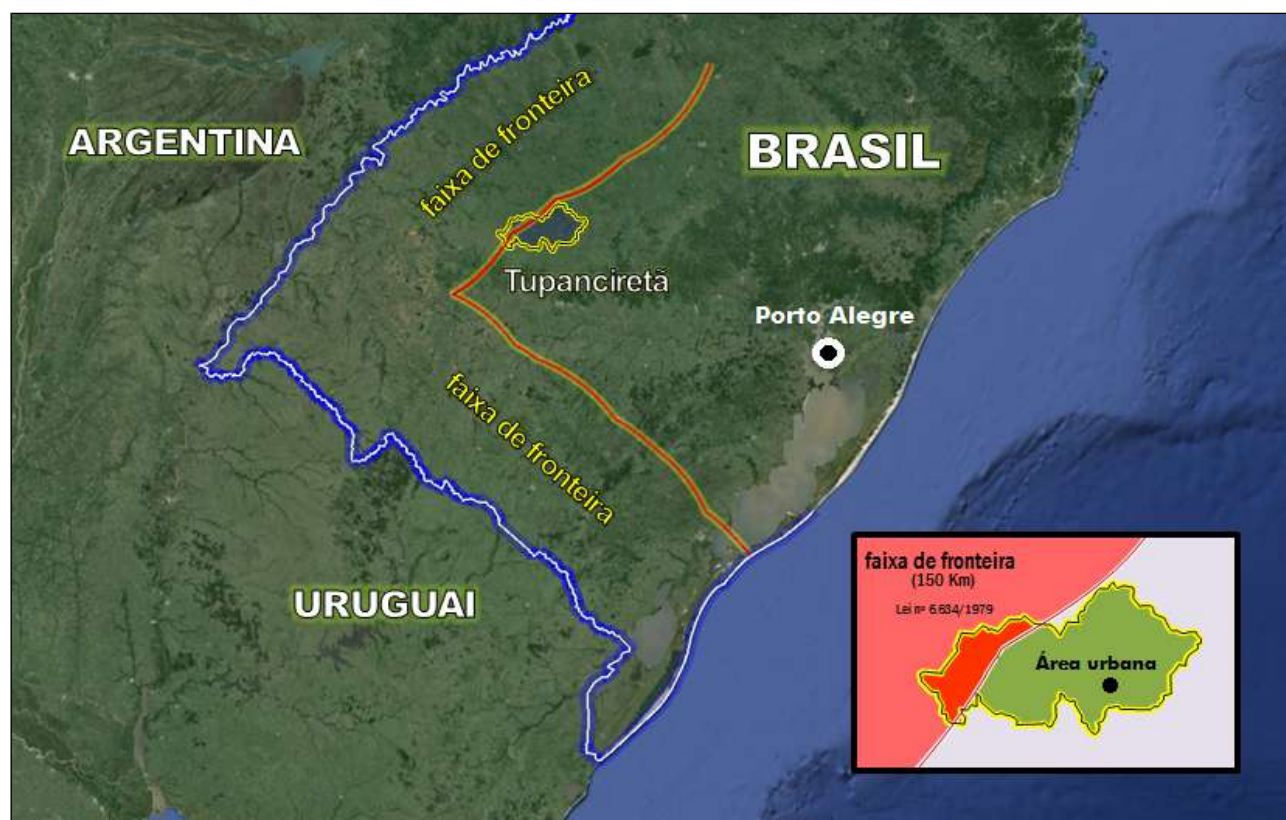 ARGENTINA
faixa de fronteira
BRASIL
Tupanciretã
Porto Alegre
faixa de fronteira
URUGUAI
faixa de fronteira
(150 Km)
Lei nº 6.634/1979
Área urbana